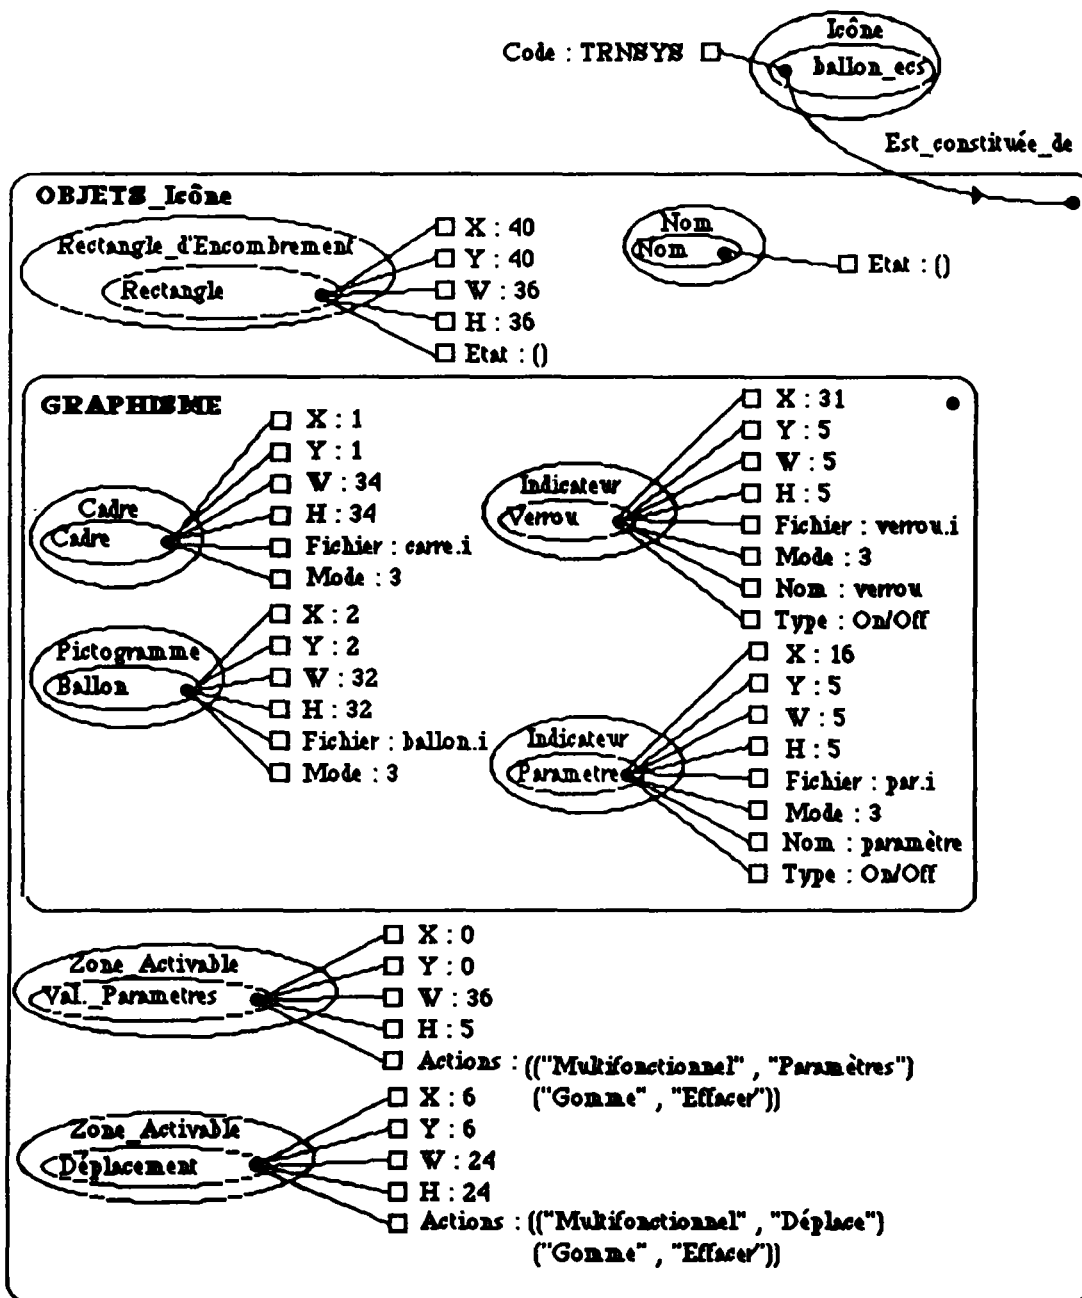 Icône
Code : TRNSYS
ballon_ecs
Est_constituée_de
OBJETS_Icône
Rectangle_d'Encombrement
Rectangle
X : 40
Y : 40
W : 36
H : 36
Etat : ()
Nom
Nom
Etat : ()
GRAPHISME
Cadre
Cadre
X : 1
Y : 1
W : 34
H : 34
Fichier : carre.i
Mode : 3
Indicateur
Verrou
X : 31
Y : 5
W : 5
H : 5
Fichier : verrou.i
Mode : 3
Nom : verrou
Type : On/Off
Pictogramme
Ballon
X : 2
Y : 2
W : 32
H : 32
Fichier : ballon.i
Mode : 3
Indicateur
Parametre
X : 16
Y : 5
W : 5
H : 5
Fichier : par.i
Mode : 3
Nom : paramètre
Type : On/Off
Zone_Activable
Val._Parametres
X : 0
Y : 0
W : 36
H : 5
Actions : (("Multifonctionnel" , "Paramètres")
("Gomme" , "Effacer"))
Zone_Activable
Déplacement
X : 6
Y : 6
W : 24
H : 24
Actions : (("Multifonctionnel" , "Déplace")
("Gomme" , "Effacer"))